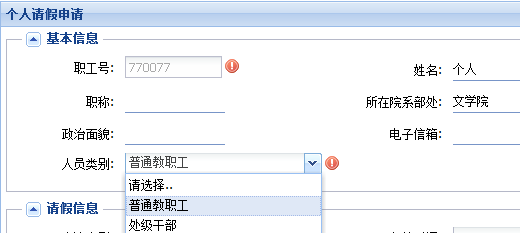 个人请假申请
基本信息
职工号: 770077 姓名: 个人
职称: 所在院系部处: 文学院
政治面貌: 电子信箱:
人员类别: 普通教职工
请选择..
普通教职工
请假信息
处级干部